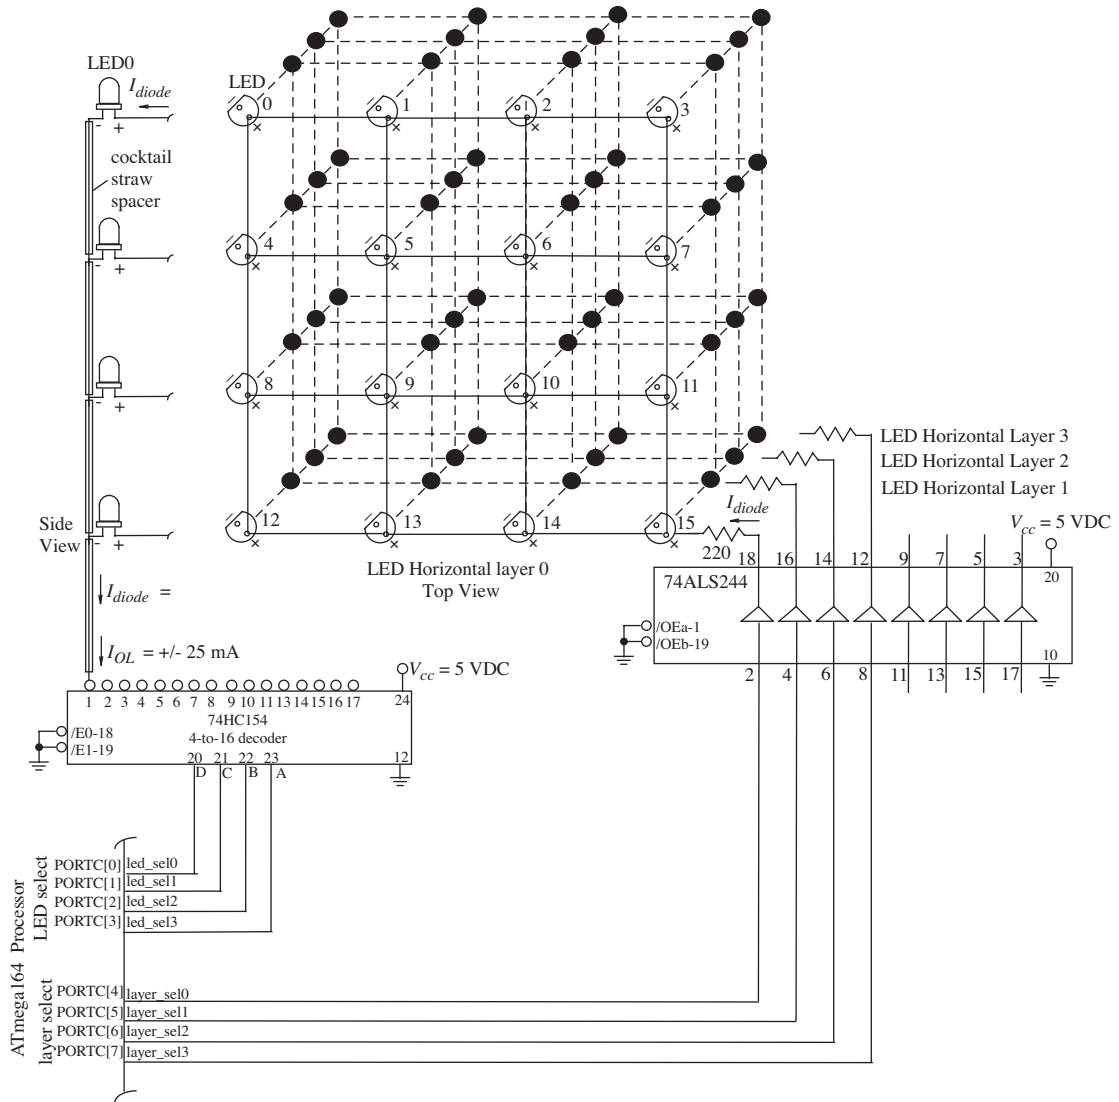 LED0
I_diode
LED
0
1
2
3
- +
cocktail
straw
spacer
4
5
6
7
- +
8
9
10
11
- +
LED Horizontal Layer 3
LED Horizontal Layer 2
LED Horizontal Layer 1
12
13
14
15
I_diode
220
Side
View
- +
LED Horizontal layer 0
Top View
V_cc = 5 VDC
18 16 14 12 9 7 5 3
74ALS244
20
/OEa-1
/OEb-19
10
2 4 6 8 11 13 15 17
I_diode =
I_OL = +/- 25 mA
V_cc = 5 VDC
1 2 3 4 5 6 7 8 9 10 11 13 14 15 16 17
24
74HC154
4-to-16 decoder
/E0-18
/E1-19
20 21 22 23
12
D C B A
ATmega164 Processor
LED select
PORTC[0] led_sel0
PORTC[1] led_sel1
PORTC[2] led_sel2
PORTC[3] led_sel3
layer select
PORTC[4] layer_sel0
PORTC[5] layer_sel1
PORTC[6] layer_sel2
PORTC[7] layer_sel3